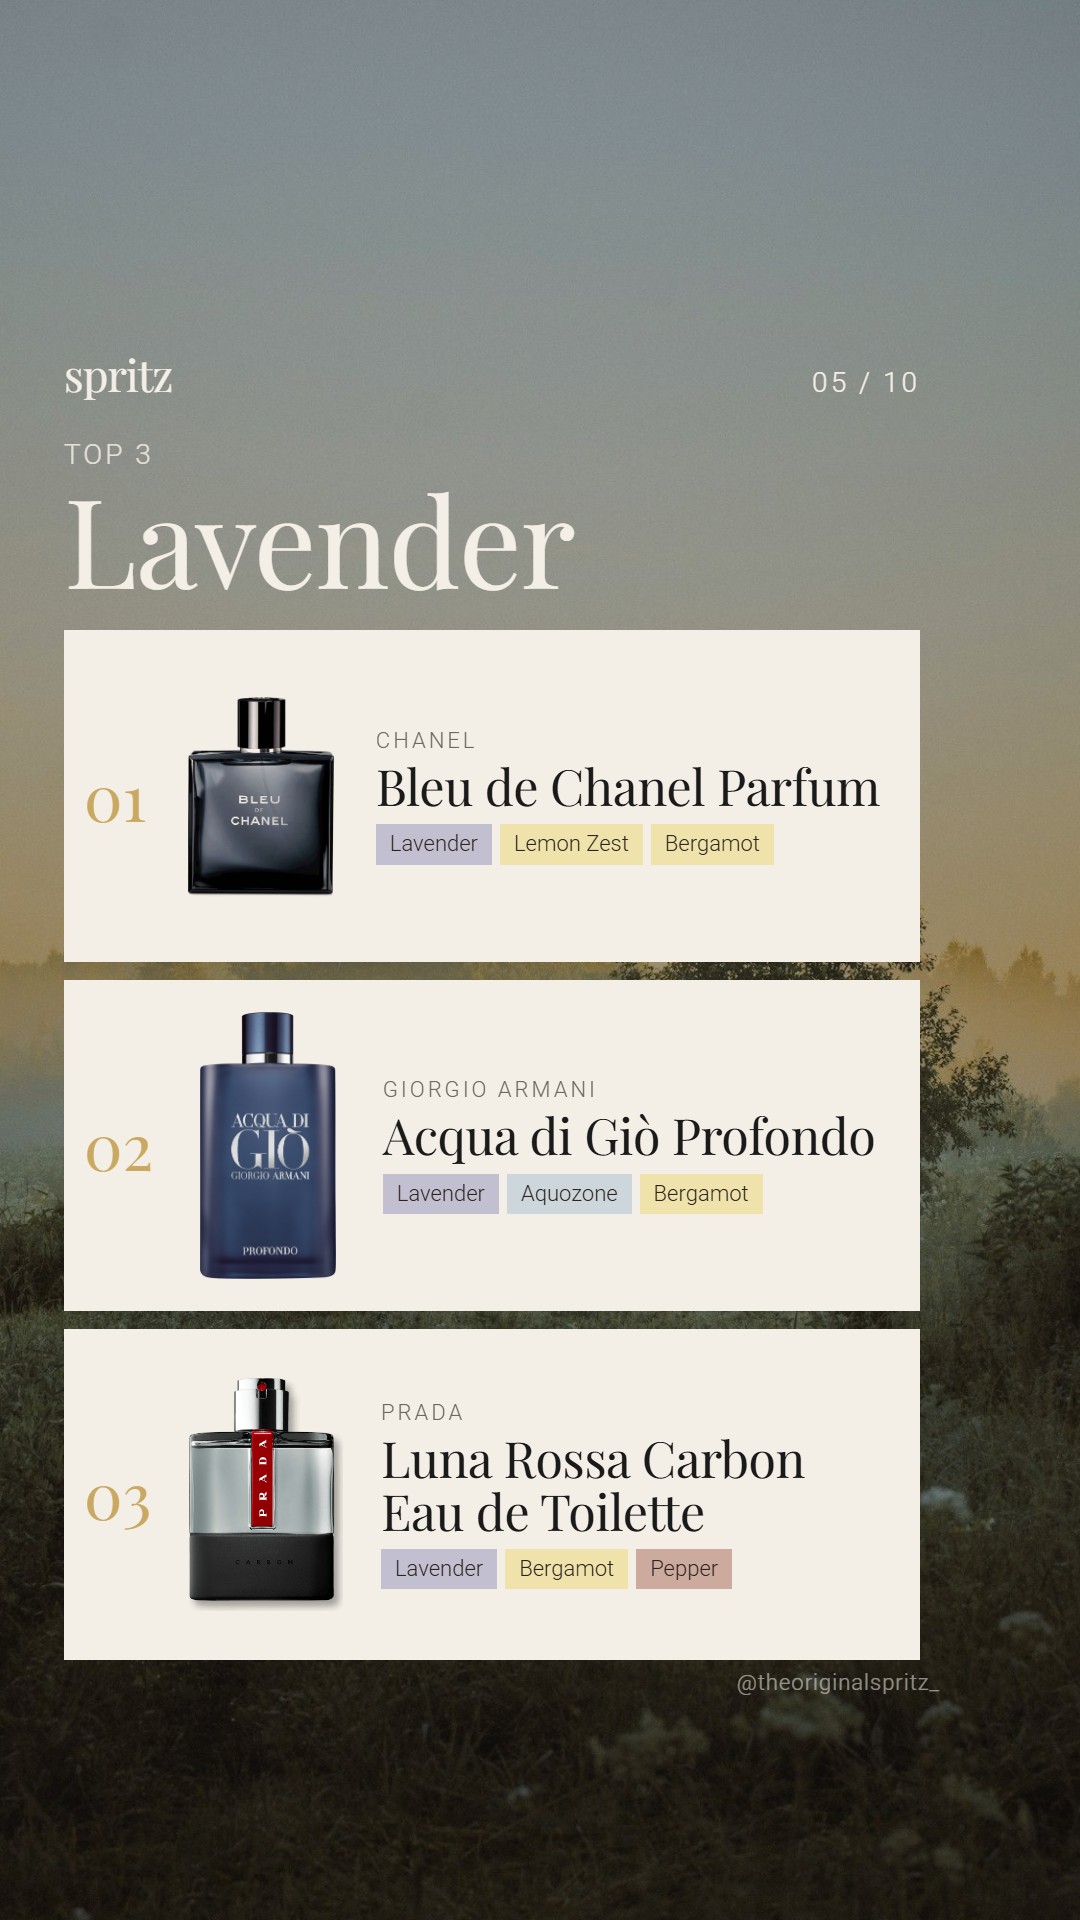 spritz
05 / 10
TOP 3
Lavender
01
BLEU
DE
CHANEL
CHANEL
Bleu de Chanel Parfum
Lavender Lemon Zest Bergamot
02
ACQUA DI
GIÒ
GIORGIO ARMANI
PROFONDO
GIORGIO ARMANI
Acqua di Giò Profondo
Lavender Aquozone Bergamot
03
PRADA
CARBON
PRADA
Luna Rossa Carbon
Eau de Toilette
Lavender Bergamot Pepper
@theoriginalspritz_